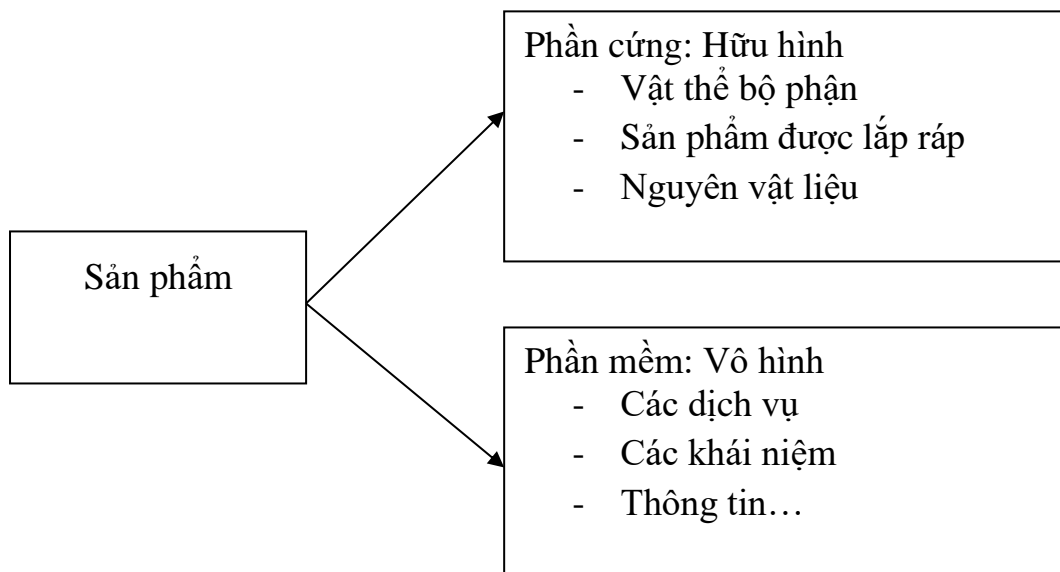 Phần cứng: Hữu hình
- Vật thể bộ phận
- Sản phẩm được lắp ráp
- Nguyên vật liệu
Sản phẩm
Phần mềm: Vô hình
- Các dịch vụ
- Các khái niệm
- Thông tin…